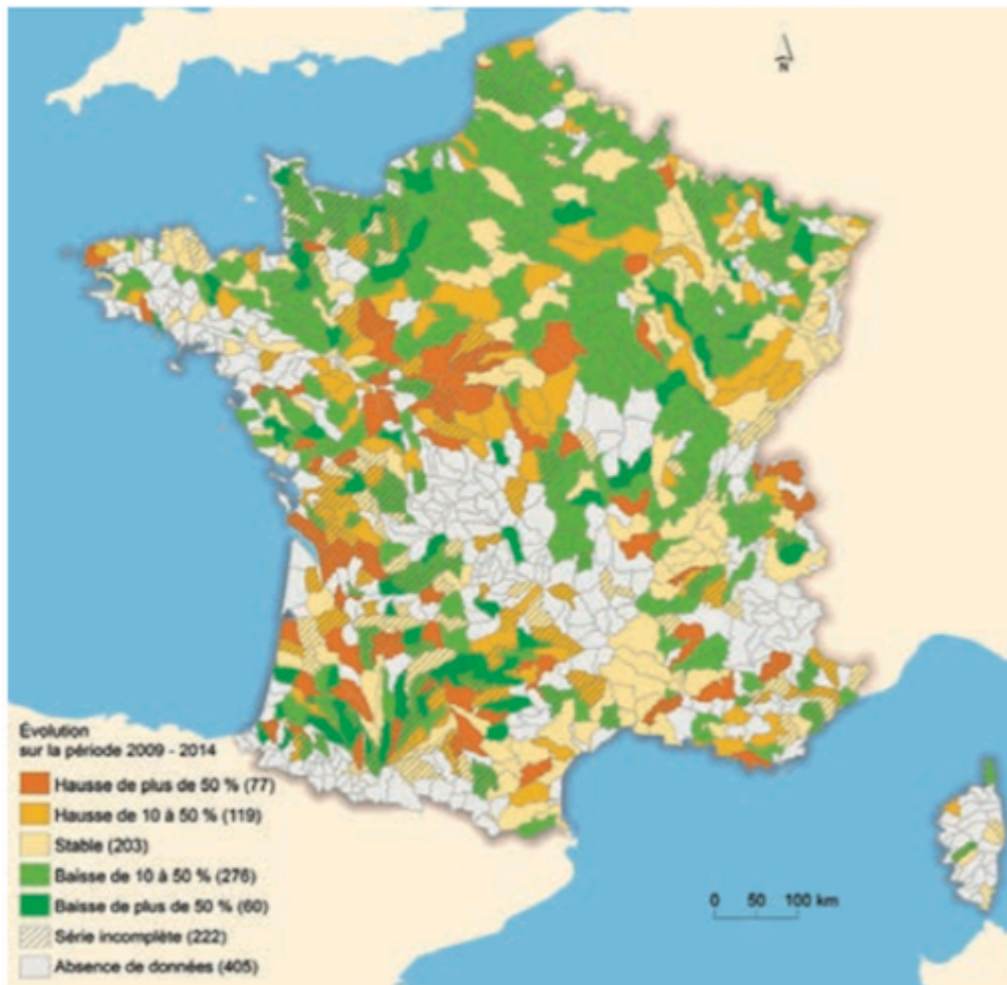 N
Évolution
sur la période 2009 - 2014
Hausse de plus de 50 % (77)
Hausse de 10 à 50 % (119)
Stable (203)
Baisse de 10 à 50 % (276)
Baisse de plus de 50 % (60)
Série incomplète (222)
Absence de données (405)
0 50 100 km